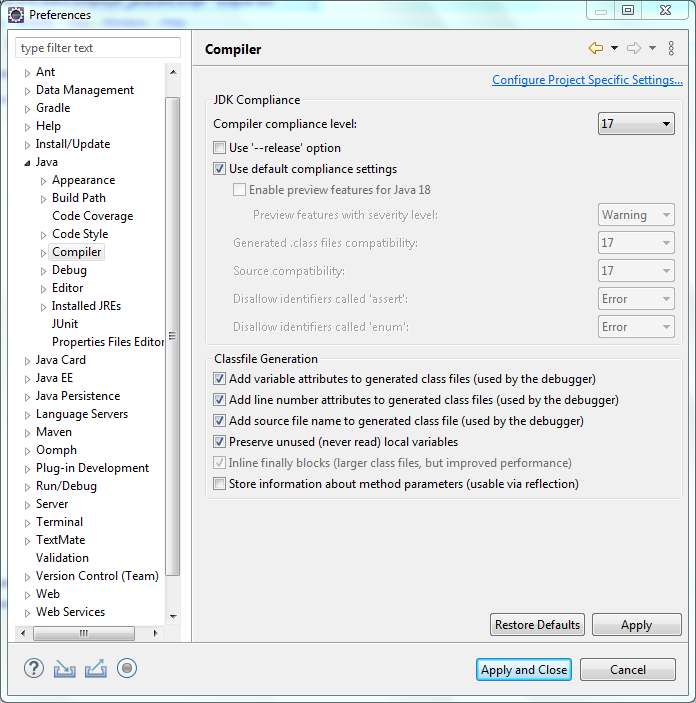 Preferences
type filter text
Ant
Data Management
Gradle
Help
Install/Update
Java
Appearance
Build Path
Code Coverage
Code Style
Compiler
Debug
Editor
Installed JREs
JUnit
Properties Files Editor
Java Card
Java EE
Java Persistence
Language Servers
Maven
Oomph
Plug-in Development
Run/Debug
Server
Terminal
TextMate
Validation
Version Control (Team)
Web
Web Services
Compiler
Configure Project Specific Settings...
JDK Compliance
Compiler compliance level: 17
Use '--release' option
Use default compliance settings
Enable preview features for Java 18
Preview features with severity level: Warning
Generated .class files compatibility: 17
Source compatibility: 17
Disallow identifiers called 'assert': Error
Disallow identifiers called 'enum': Error
Classfile Generation
Add variable attributes to generated class files (used by the debugger)
Add line number attributes to generated class files (used by the debugger)
Add source file name to generated class file (used by the debugger)
Preserve unused (never read) local variables
Inline finally blocks (larger class files, but improved performance)
Store information about method parameters (usable via reflection)
Restore Defaults Apply
? Apply and Close Cancel